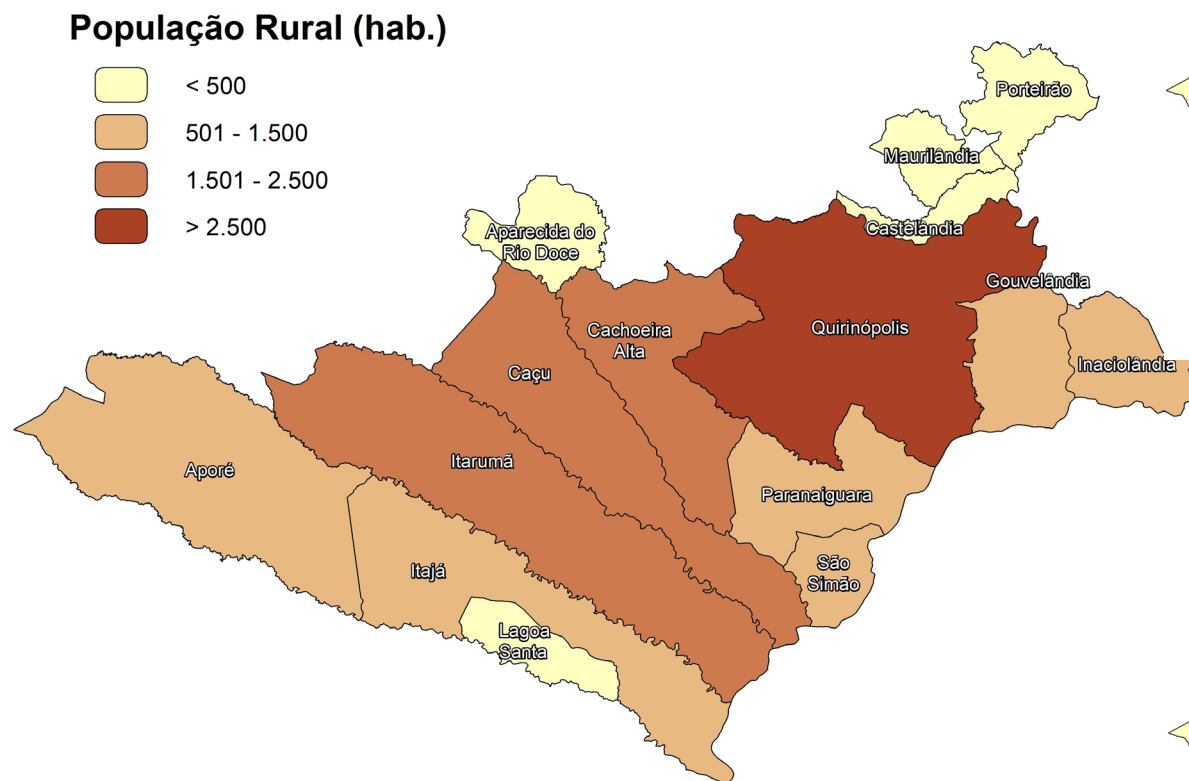 População Rural (hab.)
< 500
501 - 1.500
1.501 - 2.500
> 2.500
Porteirão
Maurilândia
Castelândia
Aparecida do
Rio Doce
Gouvelândia
Quirinópolis
Cachoeira
Alta
Inaciolândia
Caçu
Itarumã
Aporé
Paranaiguara
Itajá
São
Simão
Lagoa
Santa